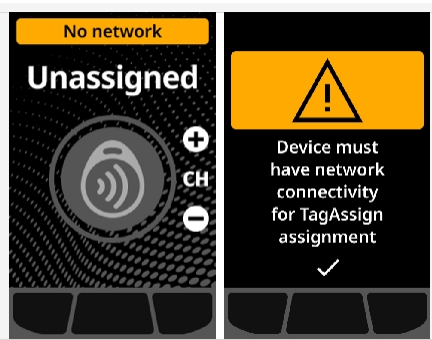 No network
Unassigned
CH
Device must
have network
connectivity
for TagAssign
assignment